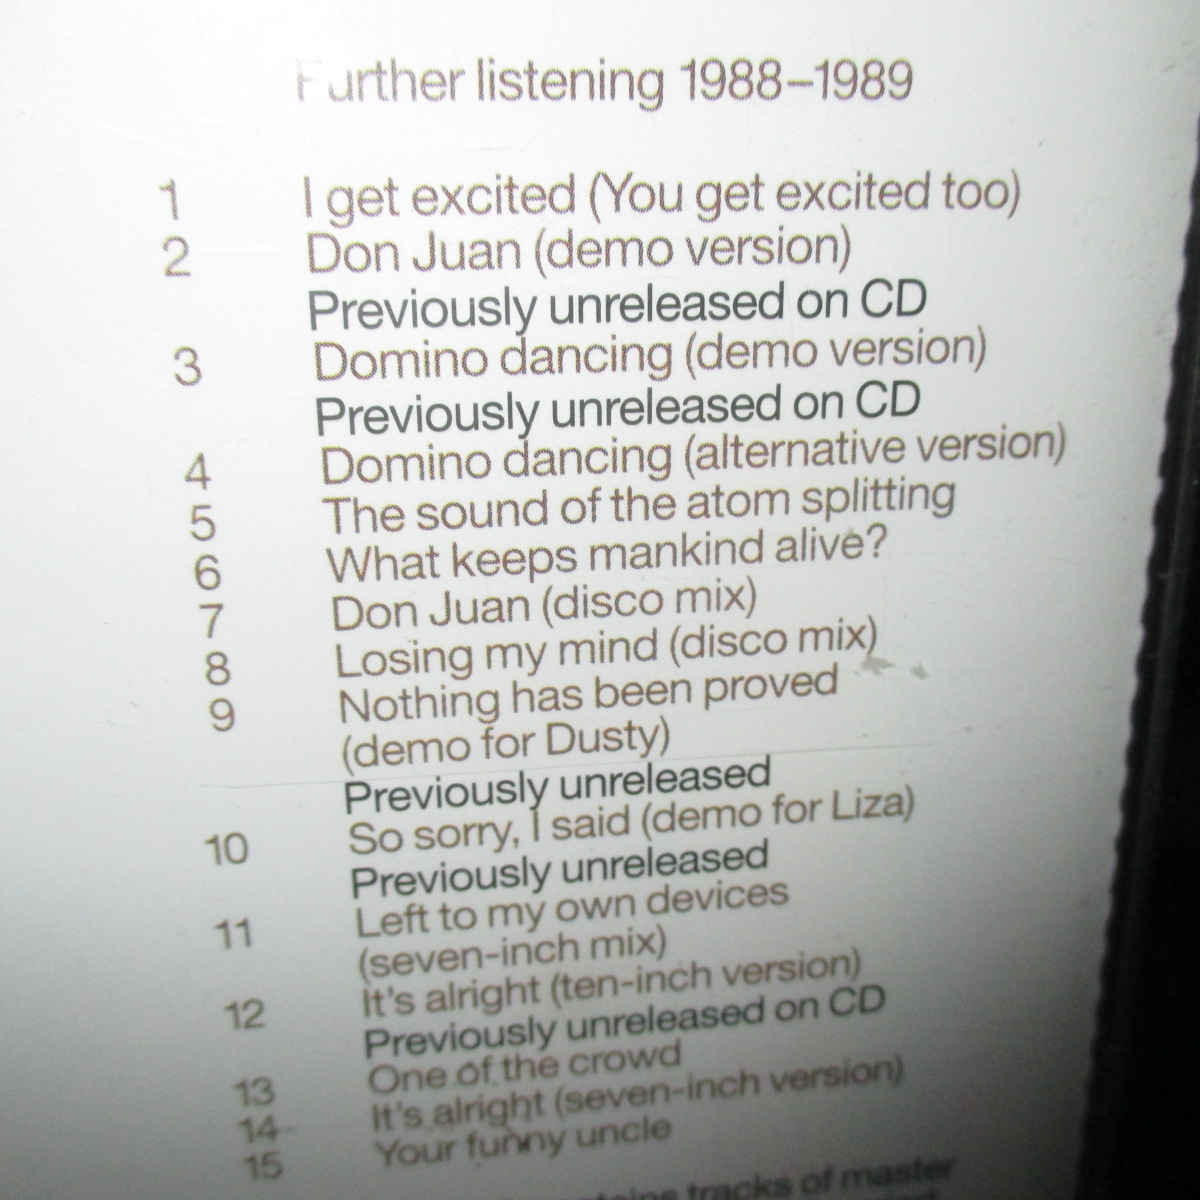 Further listening 1988–1989
1 I get excited (You get excited too)
2 Don Juan (demo version)
Previously unreleased on CD
3 Domino dancing (demo version)
Previously unreleased on CD
4 Domino dancing (alternative version)
5 The sound of the atom splitting
6 What keeps mankind alive?
7 Don Juan (disco mix)
8 Losing my mind (disco mix)
9 Nothing has been proved
(demo for Dusty)
Previously unreleased
10 So sorry, I said (demo for Liza)
Previously unreleased
11 Left to my own devices
(seven-inch mix)
12 It's alright (ten-inch version)
Previously unreleased on CD
13 One of the crowd
14 It's alright (seven-inch version)
15 Your funny uncle
tracks of master